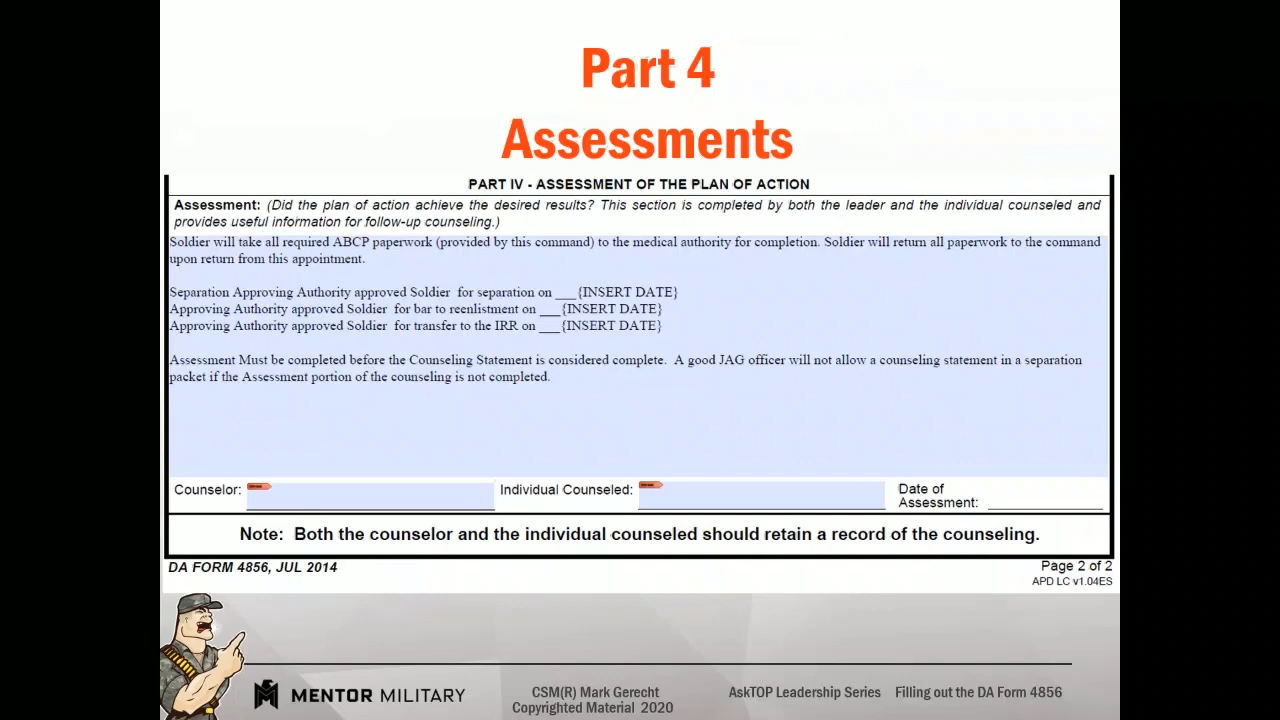 Part 4
Assessments
PART IV - ASSESSMENT OF THE PLAN OF ACTION
Assessment: (Did the plan of action achieve the desired results? This section is completed by both the leader and the individual counseled and
provides useful information for follow-up counseling.)
Soldier will take all required ABCP paperwork (provided by this command) to the medical authority for completion. Soldier will return all paperwork to the command
upon return from this appointment.
Separation Approving Authority approved Soldier for separation on ___{INSERT DATE}
Approving Authority approved Soldier for bar to reenlistment on ___{INSERT DATE}
Approving Authority approved Soldier for transfer to the IRR on ___{INSERT DATE}
Assessment Must be completed before the Counseling Statement is considered complete. A good JAG officer will not allow a counseling statement in a separation
packet if the Assessment portion of the counseling is not completed.
Counselor: Individual Counseled: Date of
Assessment:
Note: Both the counselor and the individual counseled should retain a record of the counseling.
DA FORM 4856, JUL 2014 Page 2 of 2
APD LC v1.04ES
MENTOR MILITARY CSM(R) Mark Gerecht AskTOP Leadership Series Filling out the DA Form 4856
Copyrighted Material 2020